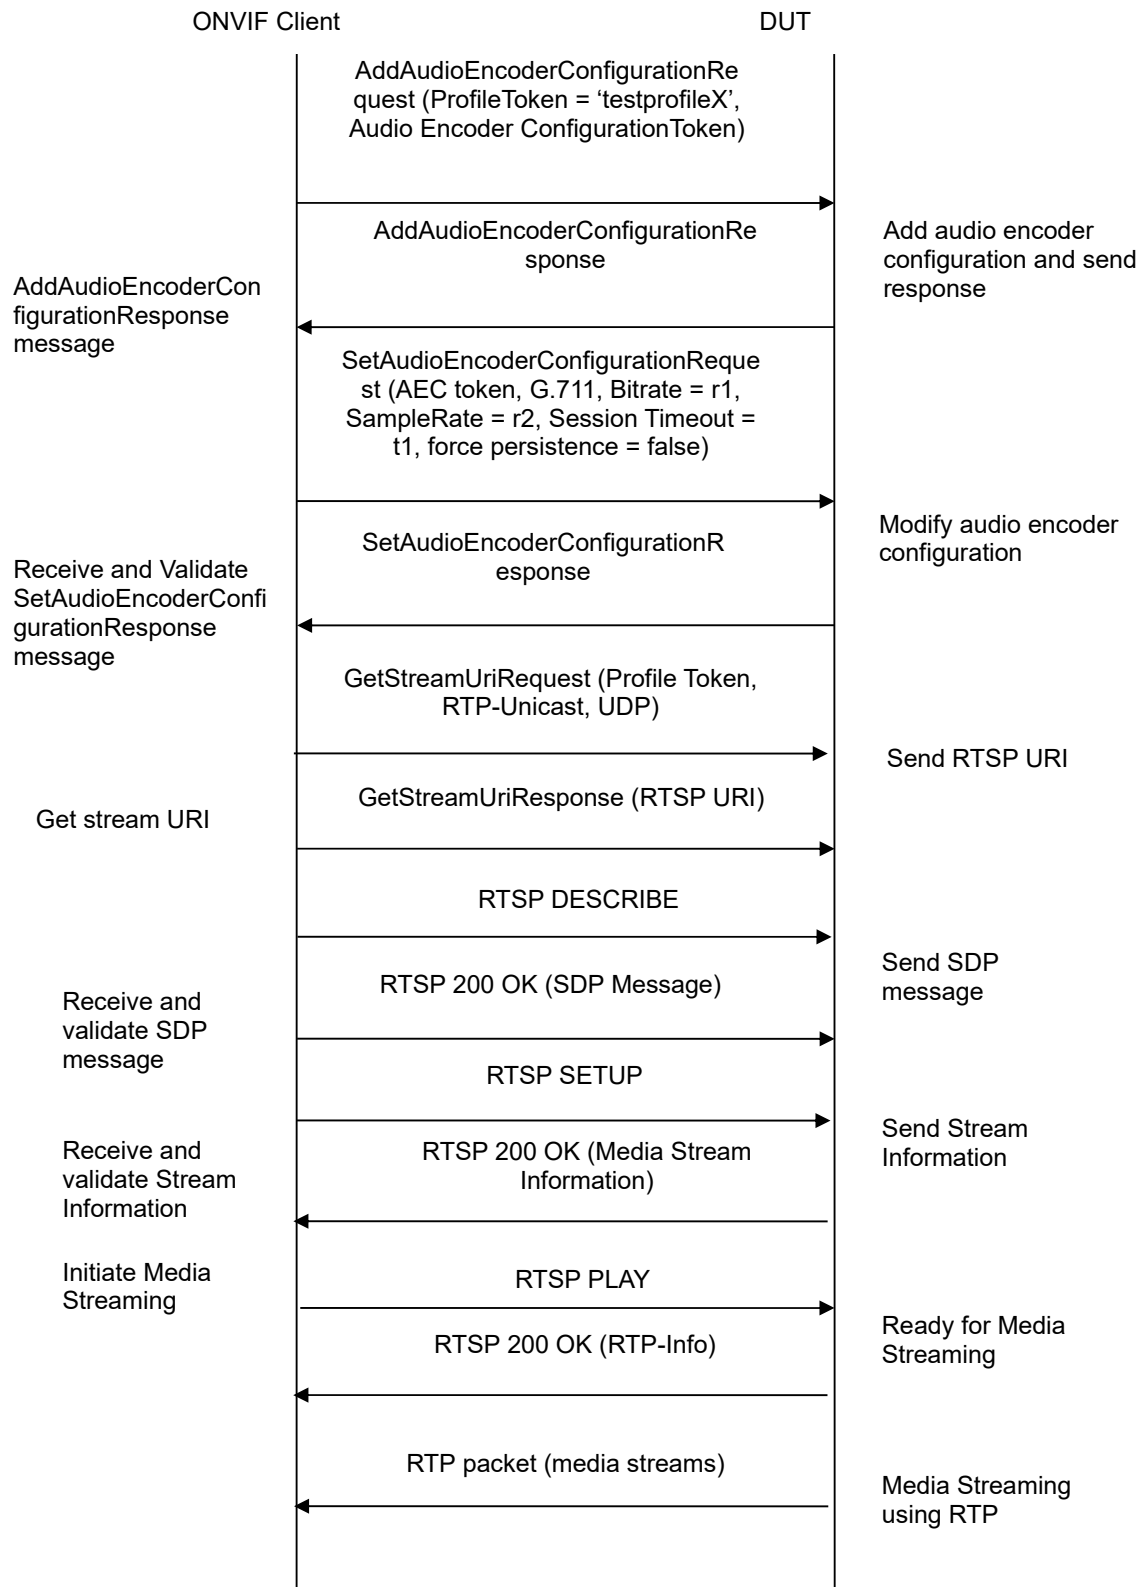 ONVIF Client
DUT
AddAudioEncoderConfigurationRe
quest (ProfileToken = ‘testprofileX’,
Audio Encoder ConfigurationToken)
AddAudioEncoderConfigurationRe
sponse
Add audio encoder
configuration and send
response
AddAudioEncoderCon
figurationResponse
message
SetAudioEncoderConfigurationReque
st (AEC token, G.711, Bitrate = r1,
SampleRate = r2, Session Timeout =
t1, force persistence = false)
Modify audio encoder
configuration
SetAudioEncoderConfigurationR
esponse
Receive and Validate
SetAudioEncoderConfi
gurationResponse
message
GetStreamUriRequest (Profile Token,
RTP-Unicast, UDP)
Send RTSP URI
GetStreamUriResponse (RTSP URI)
Get stream URI
RTSP DESCRIBE
Send SDP
message
RTSP 200 OK (SDP Message)
Receive and
validate SDP
message
RTSP SETUP
Send Stream
Information
RTSP 200 OK (Media Stream
Information)
Receive and
validate Stream
Information
Initiate Media
Streaming
RTSP PLAY
Ready for Media
Streaming
RTSP 200 OK (RTP-Info)
RTP packet (media streams)
Media Streaming
using RTP